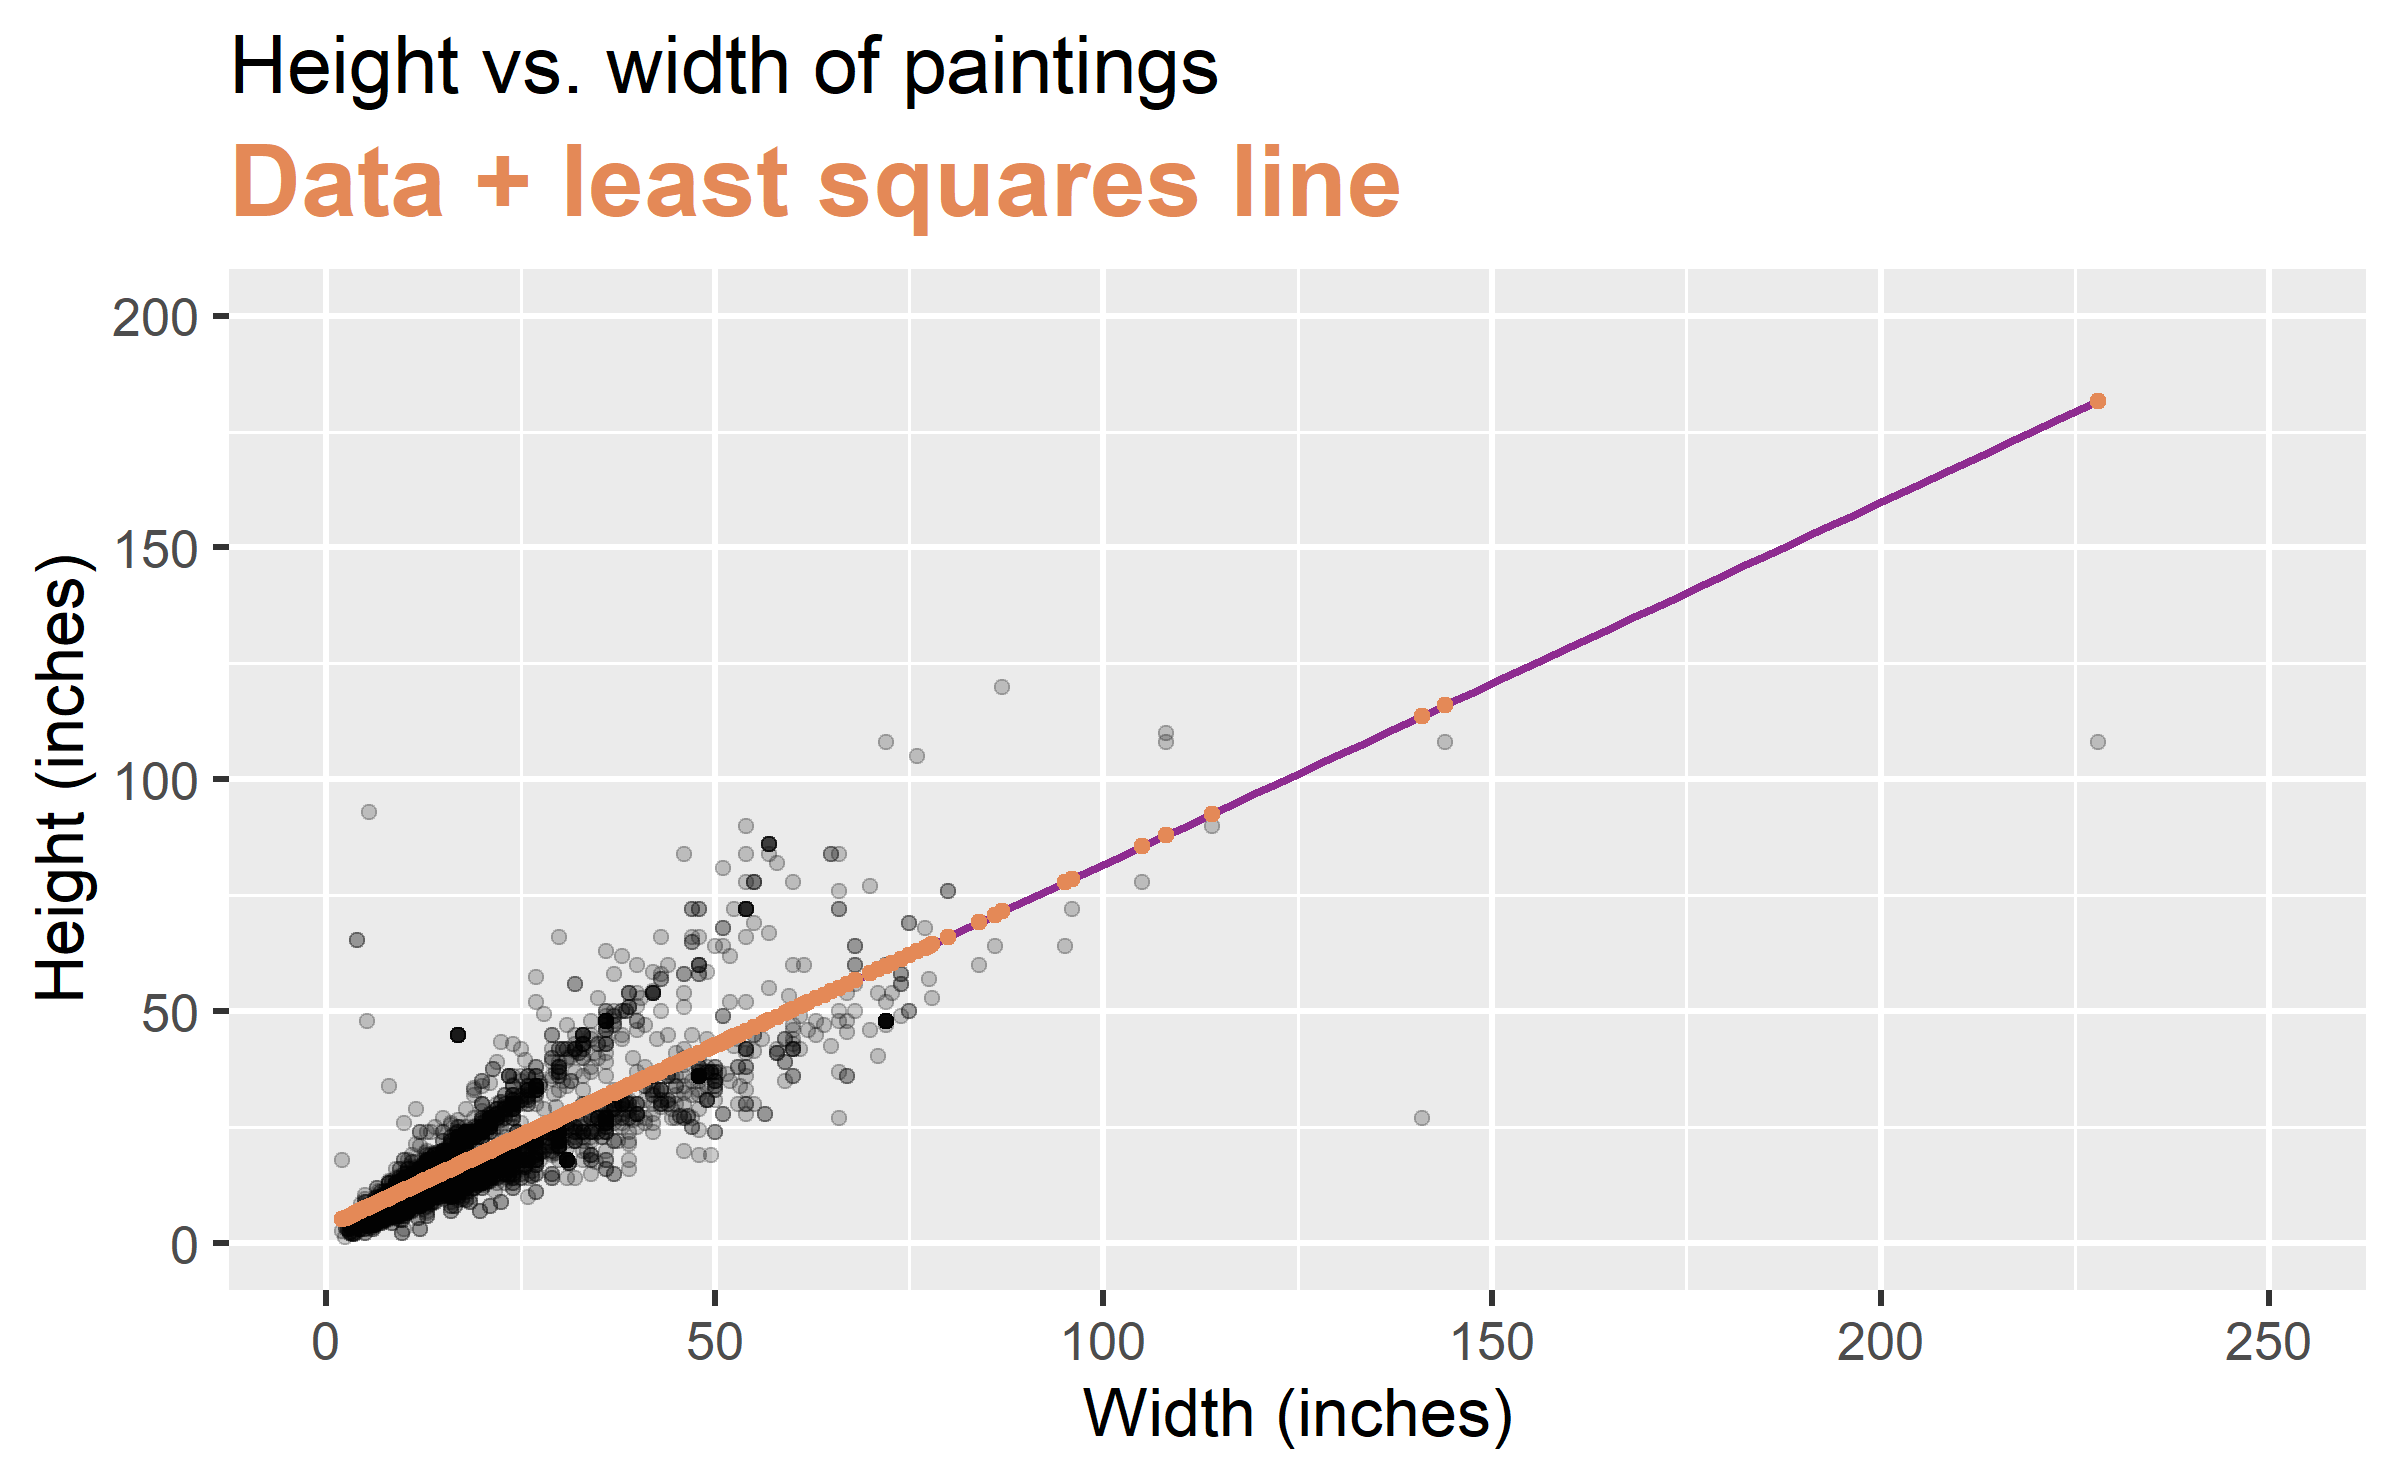 Height vs. width of paintings
Data + least squares line
200
150
100
50
0
Height (inches)
0 50 100 150 200 250
Width (inches)